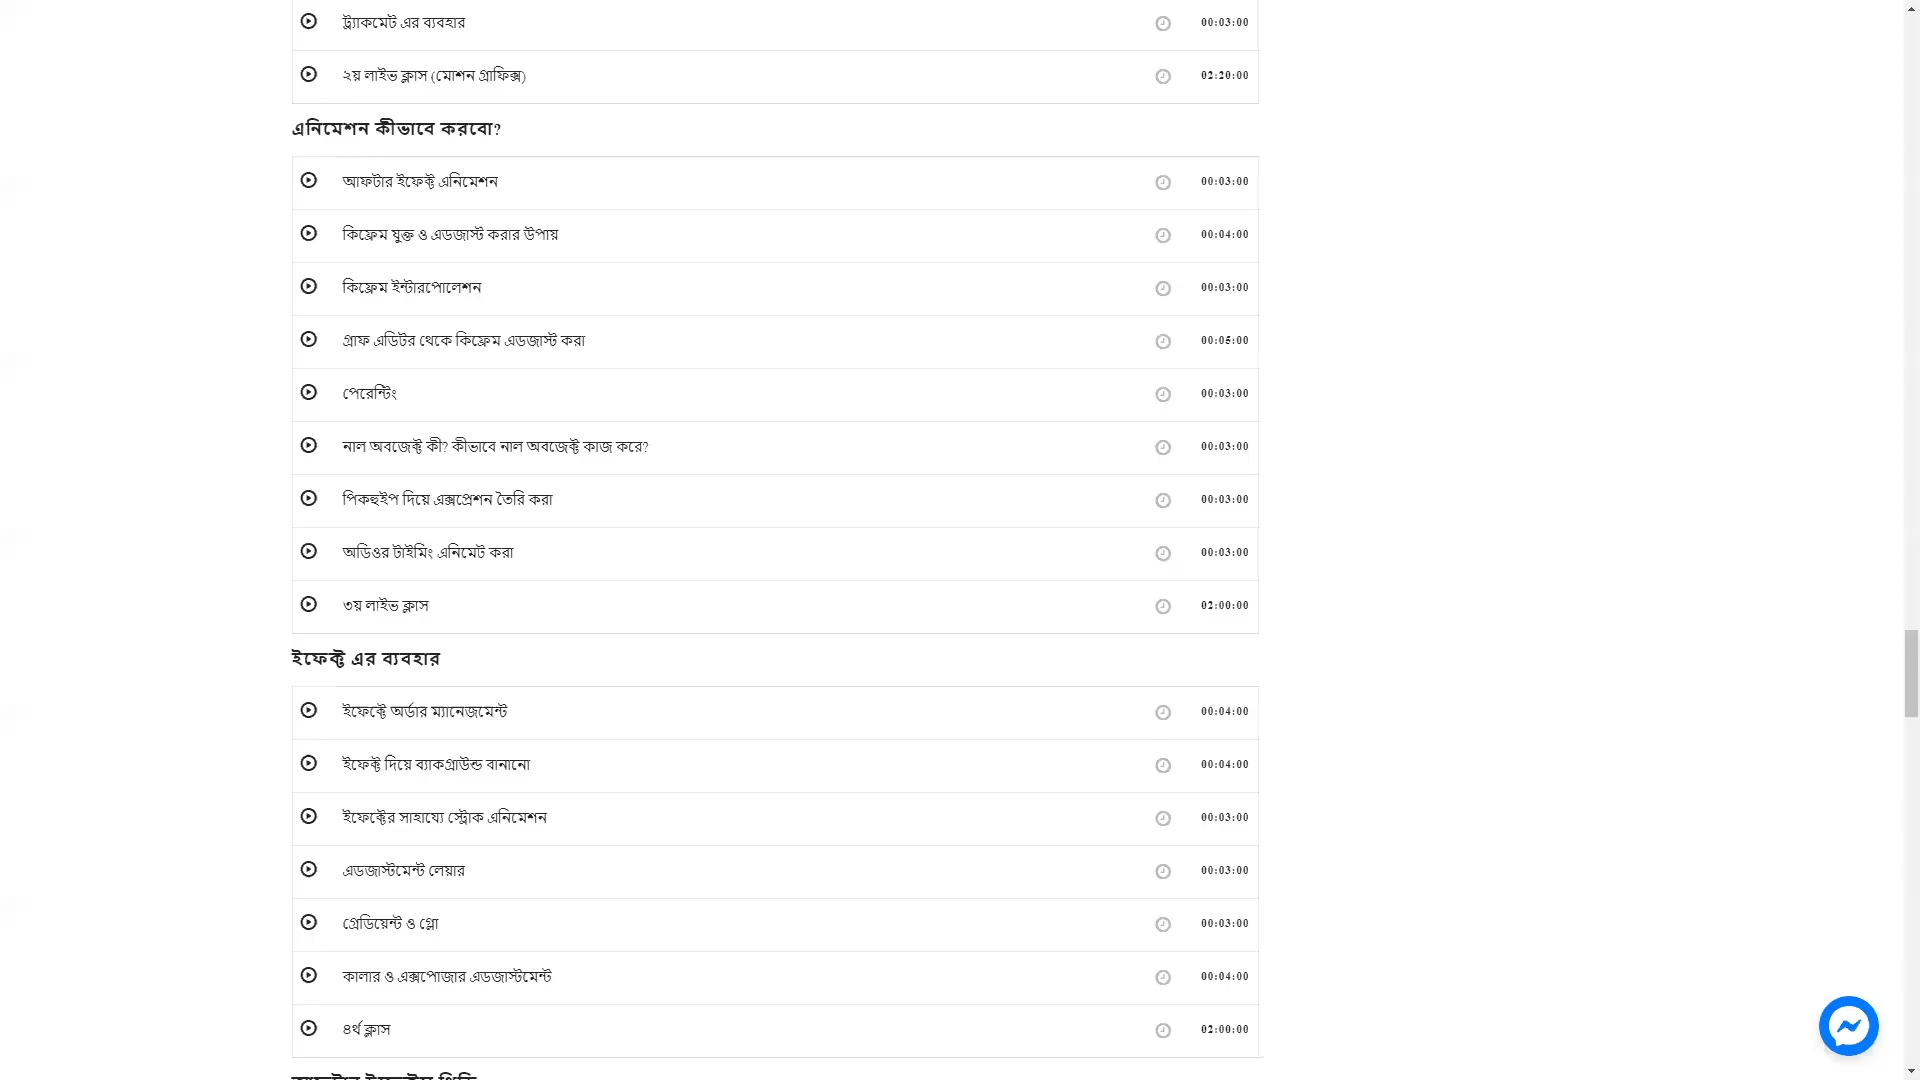 ট্র্যাকমেট এর ব্যবহার 00:03:00
২য় লাইভ ক্লাস (মোশন গ্রাফিক্স) 02:20:00
এনিমেশন কীভাবে করবো?
আফটার ইফেক্ট এনিমেশন 00:03:00
কিফ্রেম যুক্ত ও এডজাস্ট করার উপায় 00:04:00
কিফ্রেম ইন্টারপোলেশন 00:03:00
গ্রাফ এডিটর থেকে কিফ্রেম এডজাস্ট করা 00:05:00
পেরেন্টিং 00:03:00
নাল অবজেক্ট কী? কীভাবে নাল অবজেক্ট কাজ করে? 00:03:00
পিকহুইপ দিয়ে এক্সপ্রেশন তৈরি করা 00:03:00
অডিওর টাইমিং এনিমেট করা 00:03:00
৩য় লাইভ ক্লাস 02:00:00
ইফেক্ট এর ব্যবহার
ইফেক্টে অর্ডার ম্যানেজমেন্ট 00:04:00
ইফেক্ট দিয়ে ব্যাকগ্রাউন্ড বানানো 00:04:00
ইফেক্টের সাহায্যে স্ট্রোক এনিমেশন 00:03:00
এডজাস্টমেন্ট লেয়ার 00:03:00
গ্রেডিয়েন্ট ও গ্লো 00:03:00
কালার ও এক্সপোজার এডজাস্টমেন্ট 00:04:00
৪র্থ ক্লাস 02:00:00